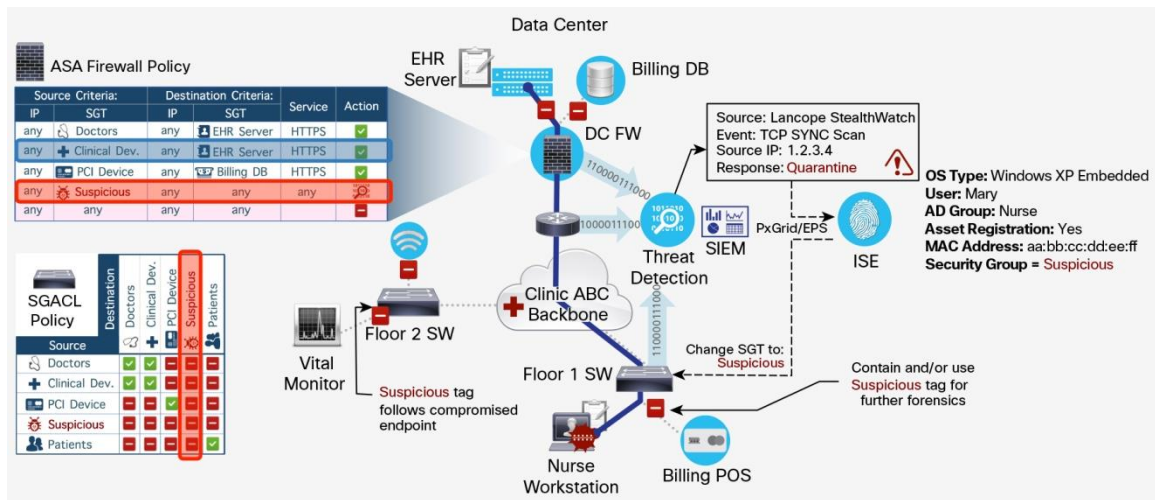 Data Center
ASA Firewall Policy
Source Criteria:
Destination Criteria:
Service
Action
IP
SGT
IP
SGT
any
Doctors
any
EHR Server
HTTPS
any
Clinical Dev.
any
EHR Server
HTTPS
any
PCI Device
any
Billing DB
HTTPS
any
Suspicious
any
any
any
any
any
any
any
EHR
Server
Billing DB
DC FW
110000111000
1000011100
1011010
101010
0110110
Threat
Detection
SIEM
Source: Lancope StealthWatch
Event: TCP SYNC Scan
Source IP: 1.2.3.4
Response: Quarantine
PxGrid/EPS
ISE
OS Type: Windows XP Embedded
User: Mary
AD Group: Nurse
Asset Registration: Yes
MAC Address: aa:bb:cc:dd:ee:ff
Security Group = Suspicious
SGACL
Policy
Destination
Doctors
Clinical Dev.
PCI Device
Suspicious
Patients
Source
Doctors
Clinical Dev.
PCI Device
Suspicious
Patients
Vital
Monitor
Floor 2 SW
Clinic ABC
Backbone
110000111000
Suspicious tag
follows compromised
endpoint
Floor 1 SW
Change SGT to:
Suspicious
Contain and/or use
Suspicious tag for
further forensics
Nurse
Workstation
Billing POS